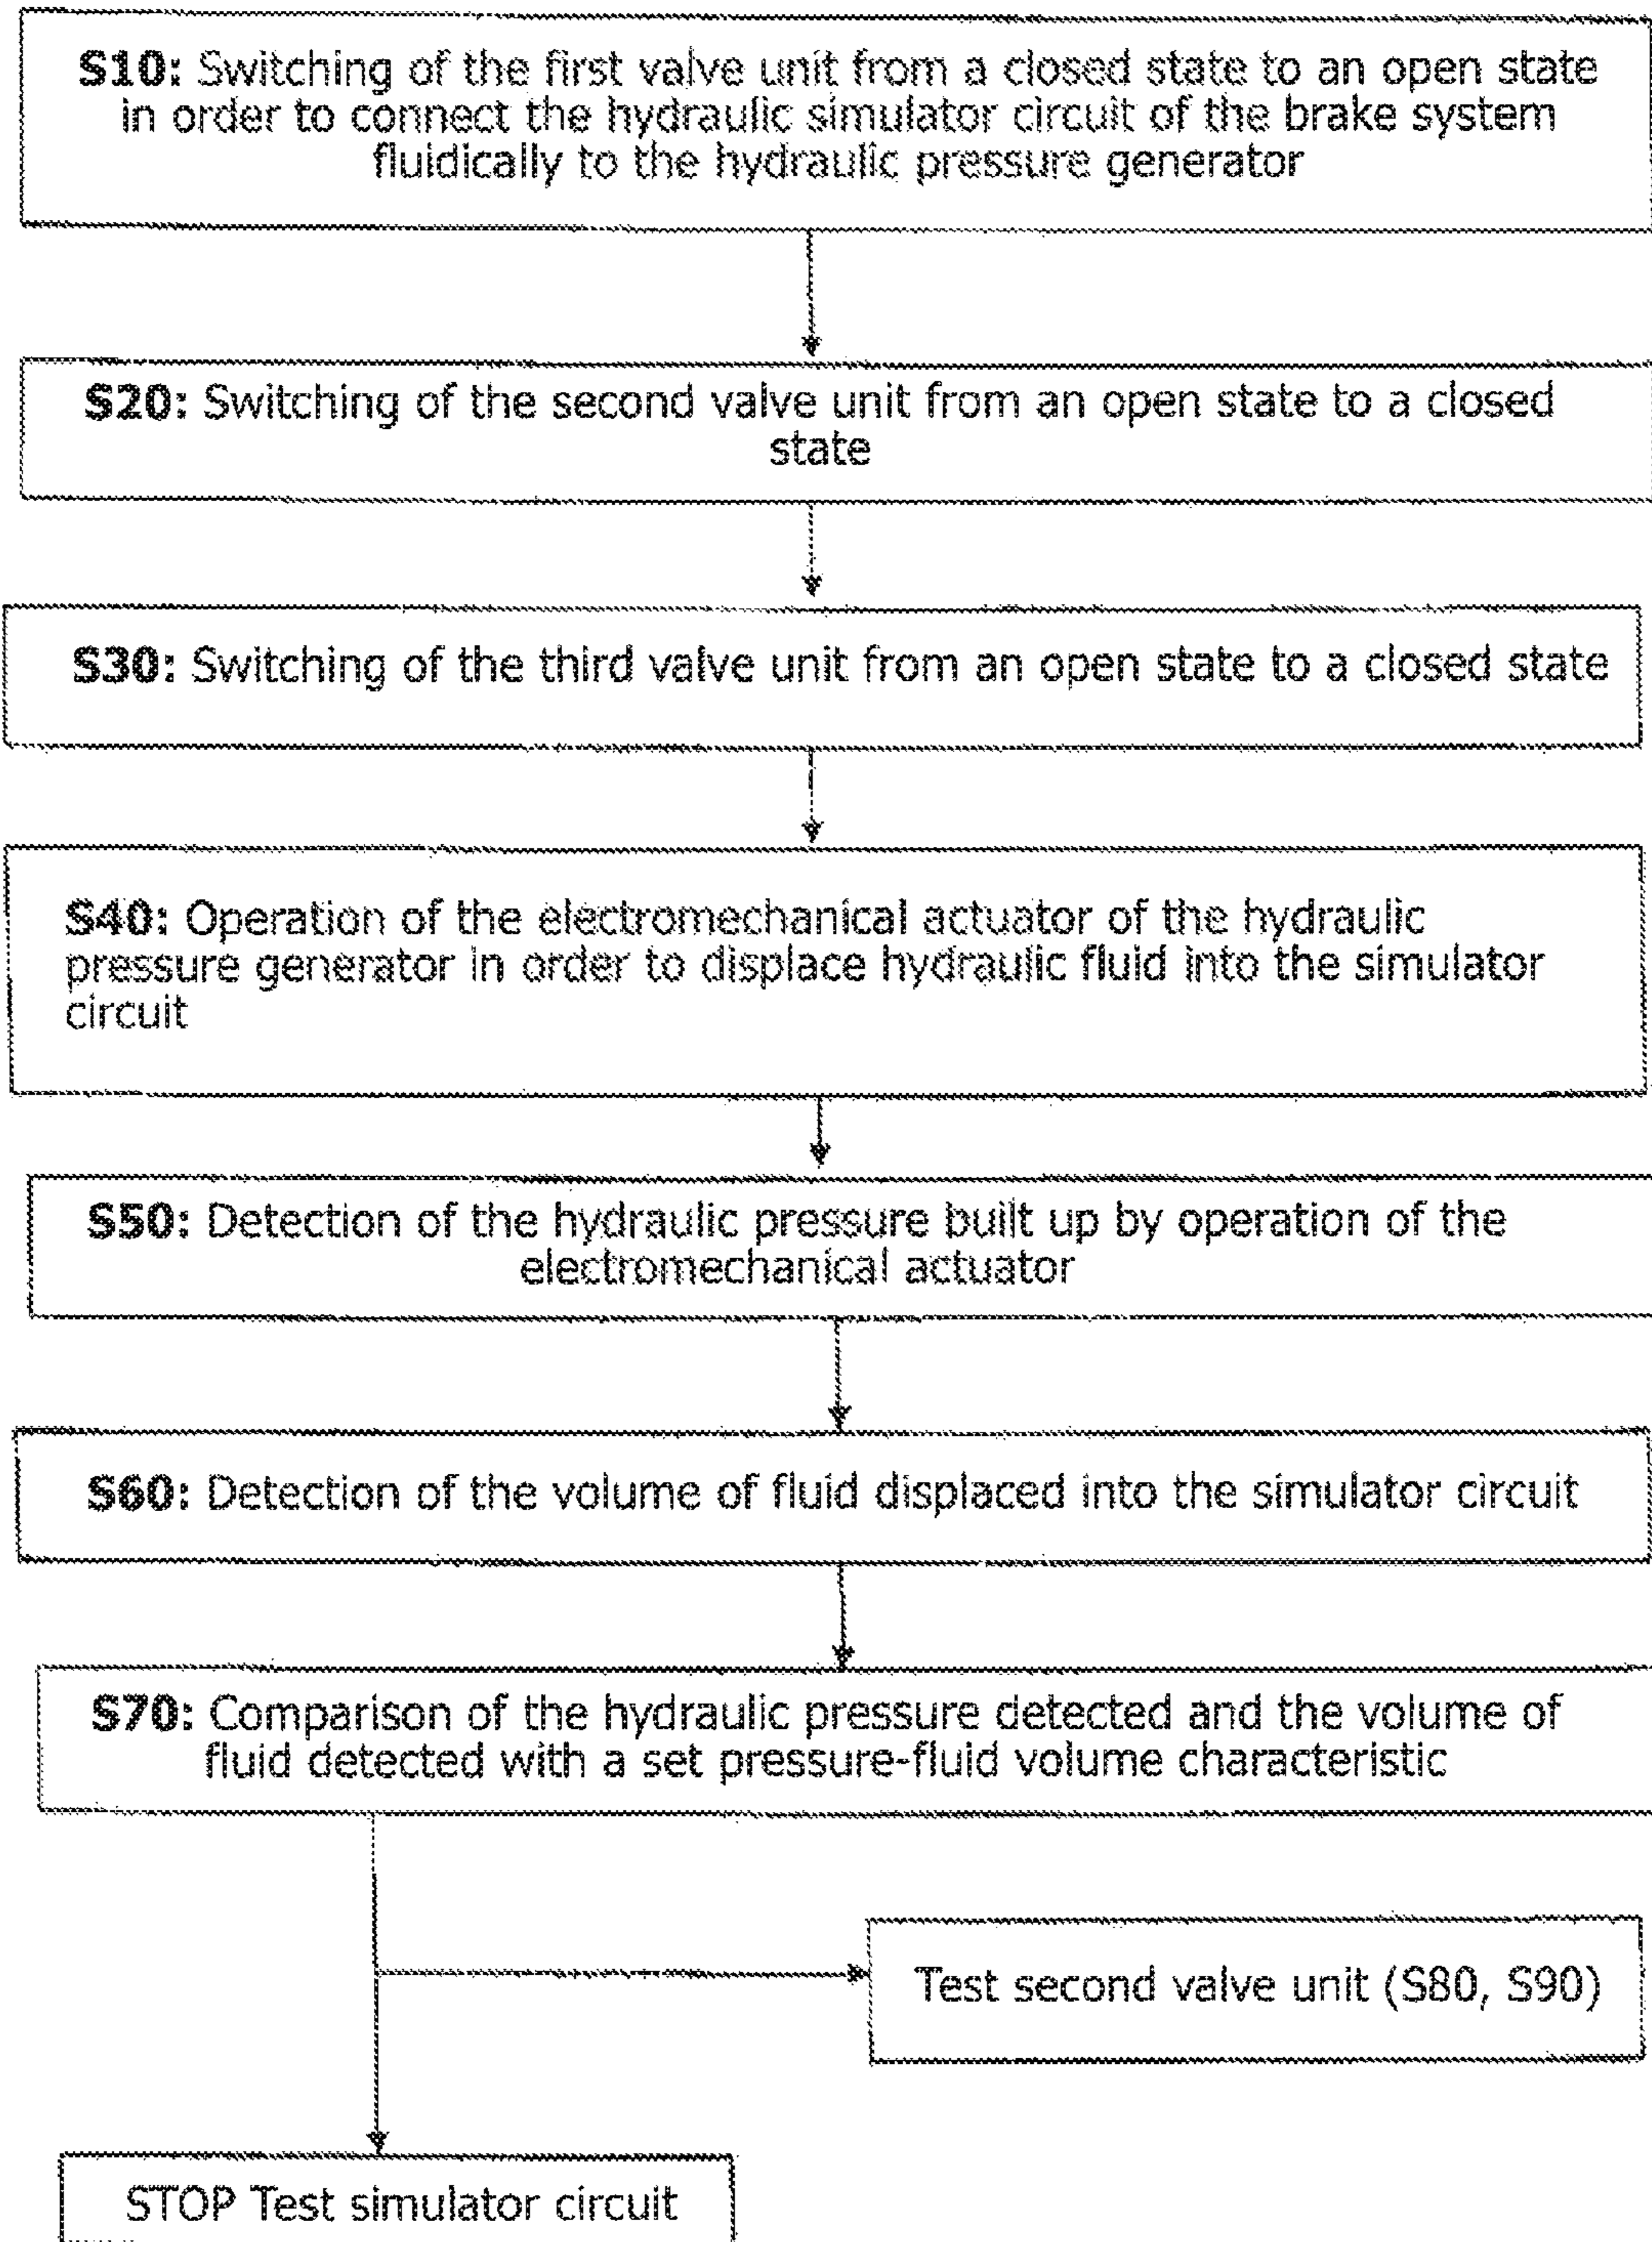 S10: Switching of the first valve unit from a closed state to an open state
in order to connect the hydraulic simulator circuit of the brake system
fluidically to the hydraulic pressure generator
S20: Switching of the second valve unit from an open state to a closed
state
S30: Switching of the third valve unit from an open state to a closed state
S40: Operation of the electromechanical actuator of the hydraulic
pressure generator in order to displace hydraulic fluid into the simulator
circuit
S50: Detection of the hydraulic pressure built up by operation of the
electromechanical actuator
S60: Detection of the volume of fluid displaced into the simulator circuit
S70: Comparison of the hydraulic pressure detected and the volume of
fluid detected with a set pressure-fluid volume characteristic
Test second valve unit (S80, S90)
STOP Test simulator circuit